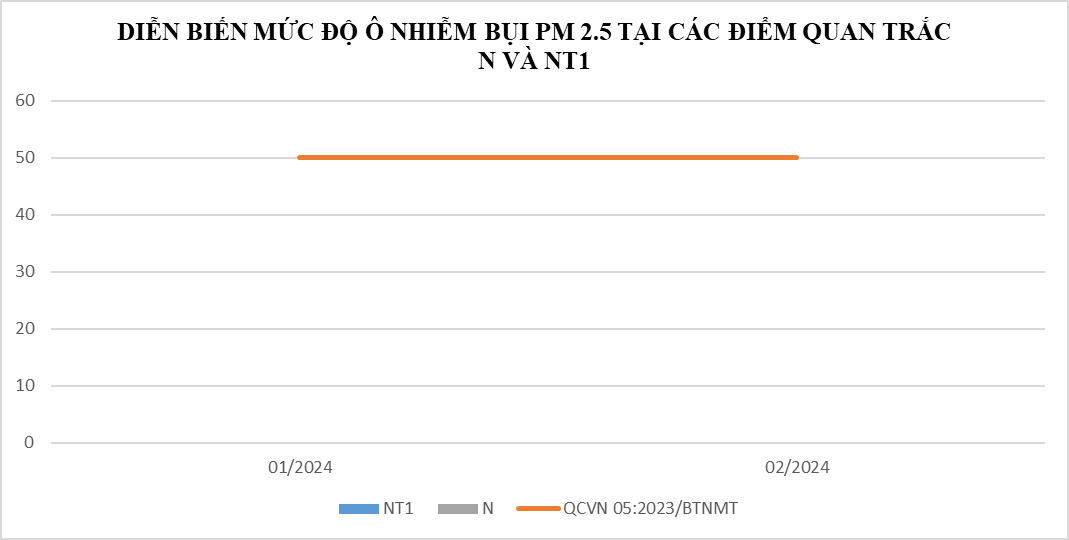 DIỄN BIẾN MỨC ĐỘ Ô NHIỄM BỤI PM 2.5 TẠI CÁC ĐIỂM QUAN TRẮC
N VÀ NT1
60
50
40
30
20
10
0
01/2024 02/2024
NT1 N QCVN 05:2023/BTNMT